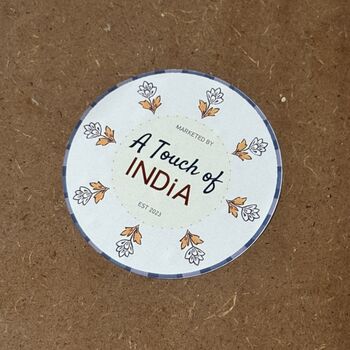 MARKETED BY
A Touch of
INDiA
EST 2023